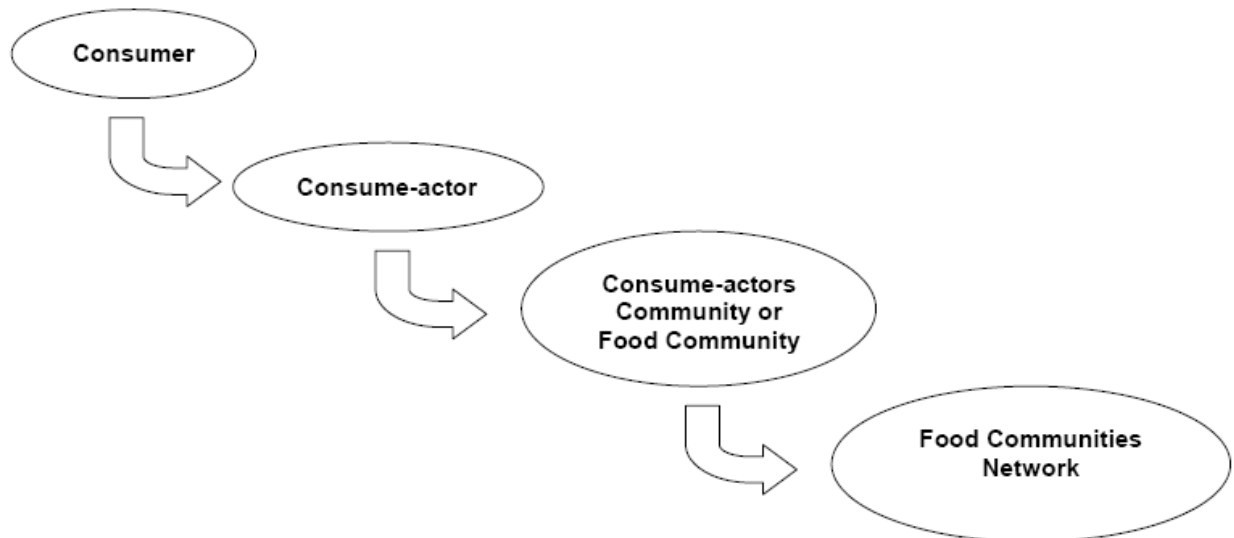 Consumer
Consume-actor
Consume-actors
Community or
Food Community
Food Communities
Network